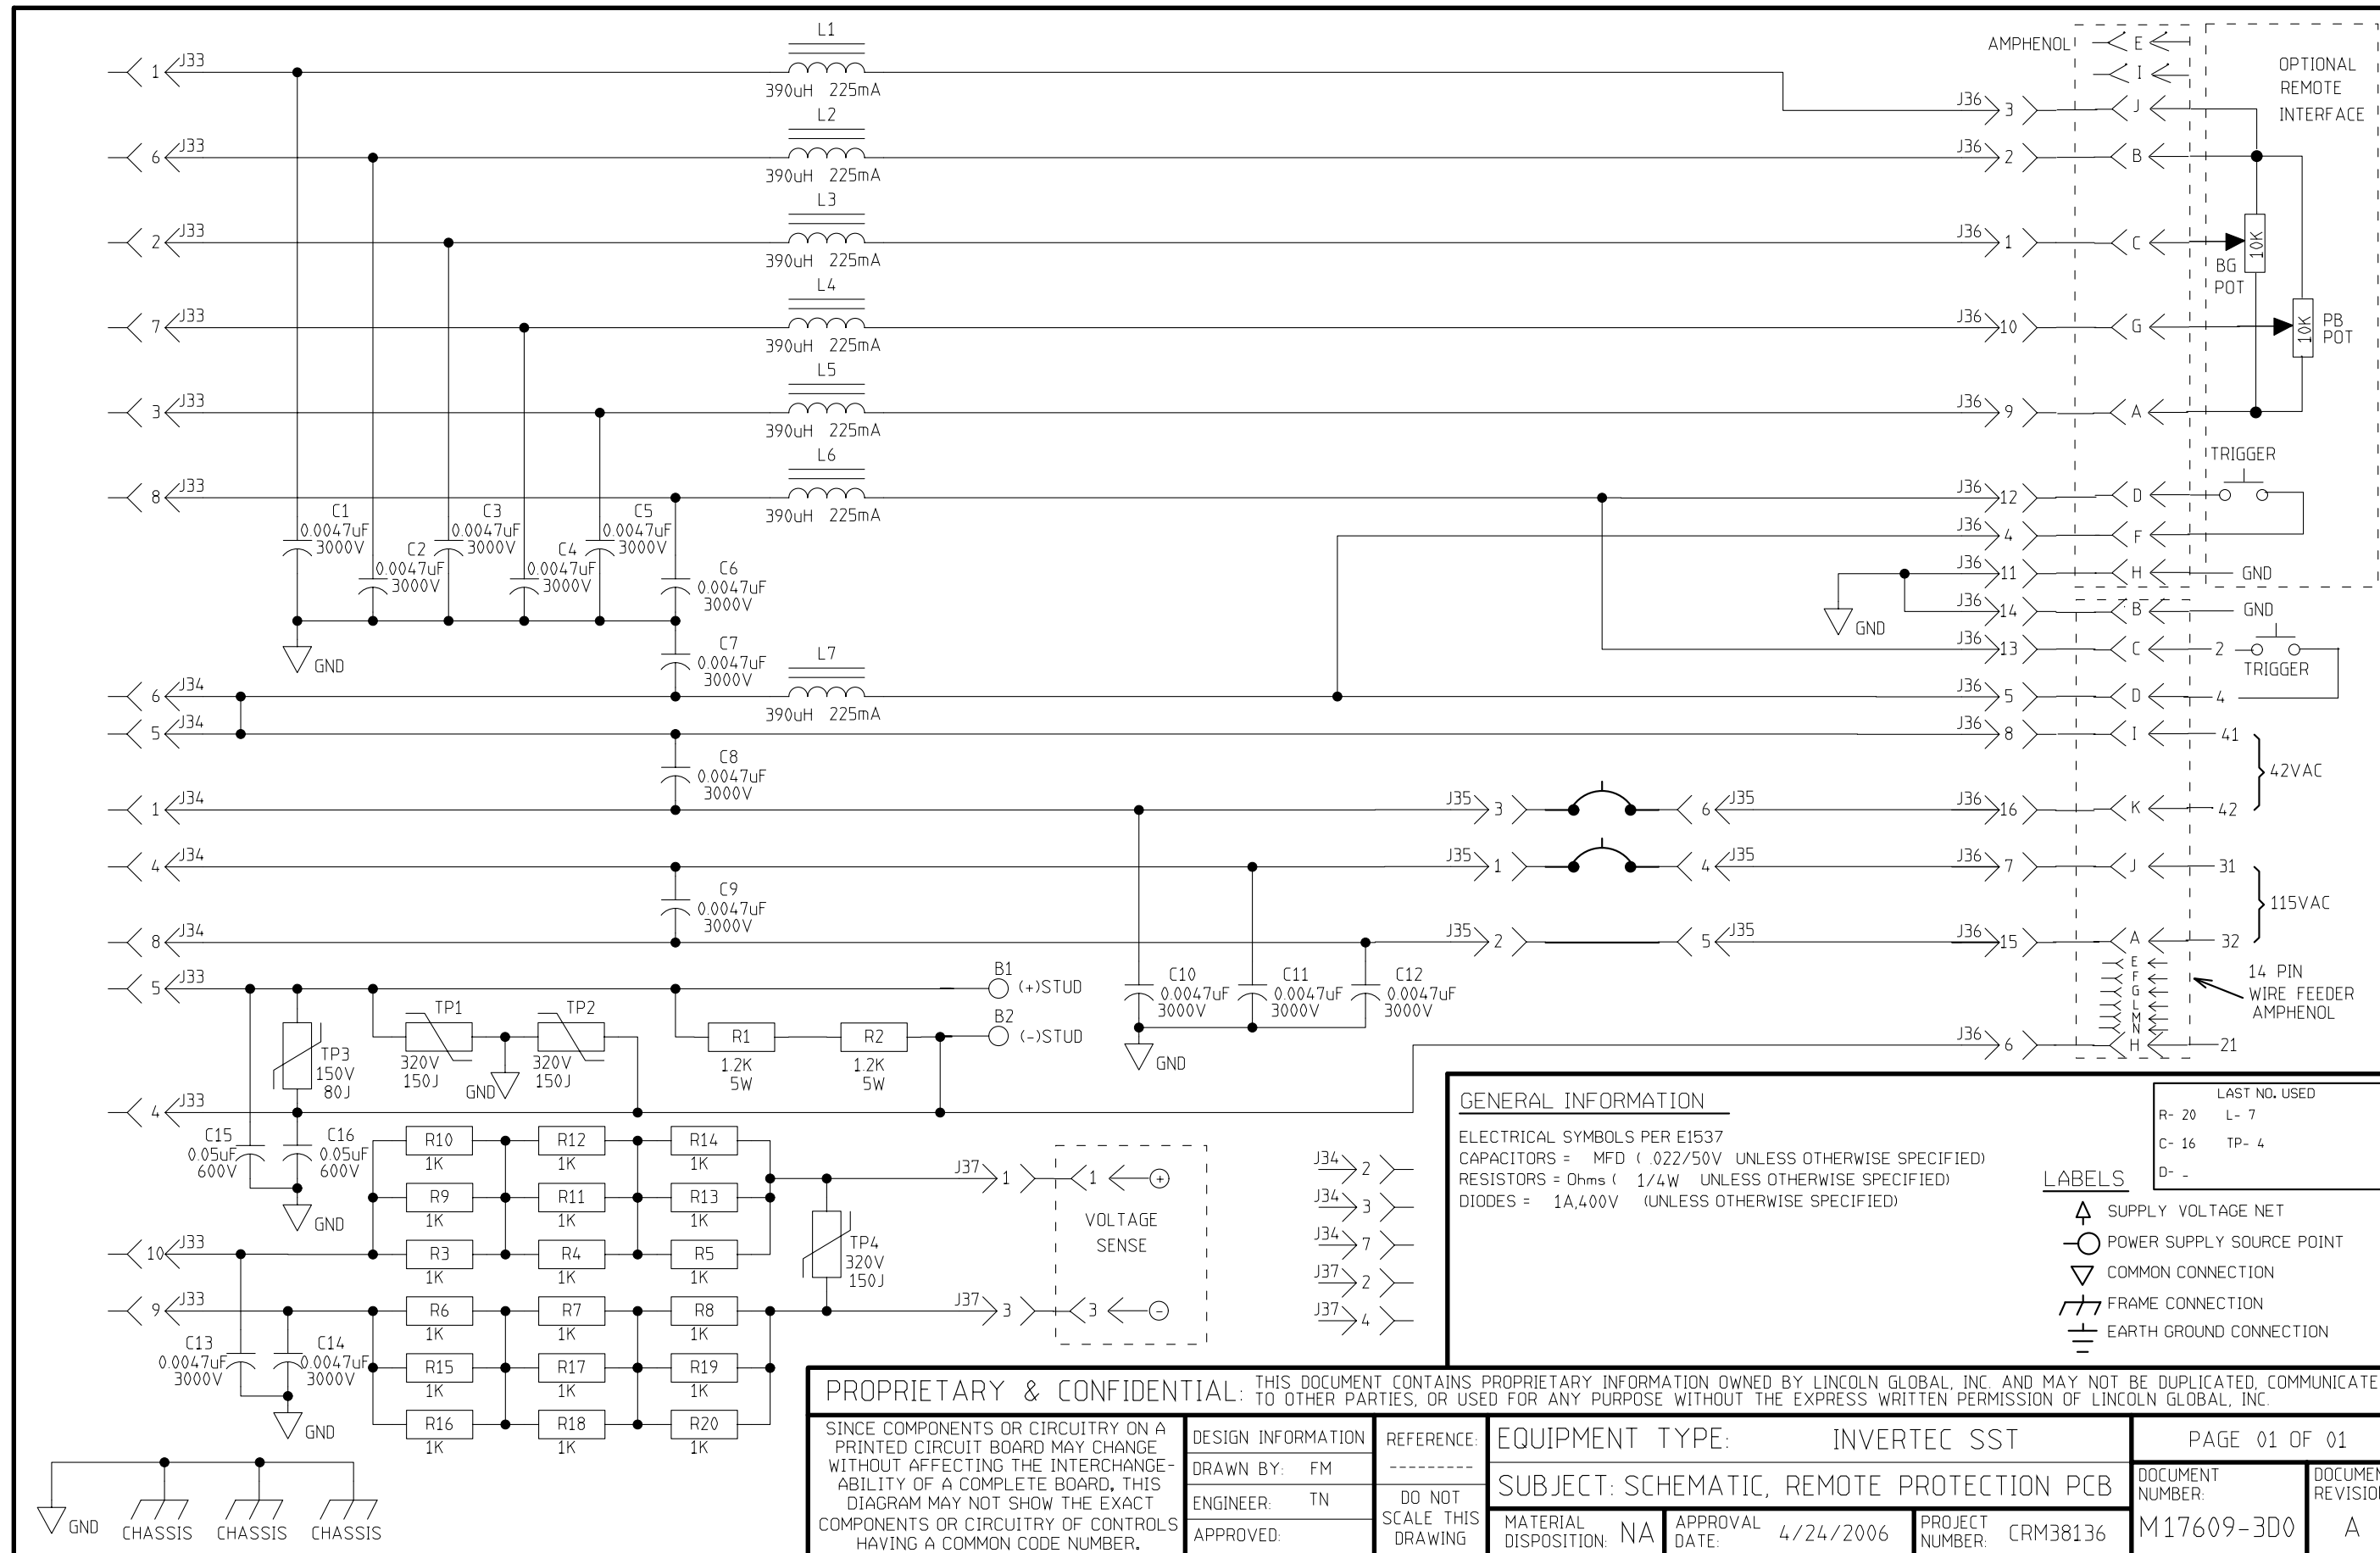 L1
390uH 225mA
1 J33
L2
390uH 225mA
6 J33
L3
390uH 225mA
2 J33
L4
390uH 225mA
7 J33
L5
390uH 225mA
3 J33
L6
390uH 225mA
8 J33
AMPHENOL
E
I
J36 3 J
J36 2 B
J36 1 C
J36 10 G
J36 9 A
J36 12 D
J36 4 F
J36 11 H GND
OPTIONAL
REMOTE
INTERFACE
10K
BG
POT
10K
PB
POT
TRIGGER
C1
0.0047uF
3000V
C2
0.0047uF
3000V
C3
0.0047uF
3000V
C4
0.0047uF
3000V
C5
0.0047uF
3000V
C6
0.0047uF
3000V
GND
C7
0.0047uF
3000V
L7
390uH 225mA
GND
J36 14 B GND
J36 13 C 2
TRIGGER
6 J34
J36 5 D 4
5 J34
J36 8 I 41
C8
0.0047uF
3000V
42VAC
1 J34
J35 3
6 J35
J36 16 K 42
4 J34
J35 1
4 J35
J36 7 J 31
C9
0.0047uF
3000V
115VAC
8 J34
J35 2
5 J35
J36 15 A 32
E
F
G
L
M
N
J36 6 H 21
14 PIN
WIRE FEEDER
AMPHENOL
5 J33
B1
(+)STUD
B2
(-)STUD
C10
0.0047uF
3000V
C11
0.0047uF
3000V
C12
0.0047uF
3000V
GND
TP3
150V
80J
TP1
320V
150J
GND
TP2
320V
150J
R1
1.2K
5W
R2
1.2K
5W
4 J33
C15
0.05uF
600V
C16
0.05uF
600V
GND
R10
1K
R12
1K
R14
1K
R9
1K
R11
1K
R13
1K
10 J33
R3
1K
R4
1K
R5
1K
9 J33
R6
1K
R7
1K
R8
1K
R15
1K
R17
1K
R19
1K
R16
1K
R18
1K
R20
1K
C13
0.0047uF
3000V
C14
0.0047uF
3000V
GND
TP4
320V
150J
J37 1 1 +
VOLTAGE
SENSE
J37 3 3 -
J34 2
J34 3
J34 7
J37 2
J37 4
GND
CHASSIS
CHASSIS
CHASSIS
GENERAL INFORMATION
ELECTRICAL SYMBOLS PER E1537
CAPACITORS = MFD ( .022/50V UNLESS OTHERWISE SPECIFIED)
RESISTORS = Ohms ( 1/4W UNLESS OTHERWISE SPECIFIED)
DIODES = 1A,400V (UNLESS OTHERWISE SPECIFIED)
LAST NO. USED
R- 20 L- 7
C- 16 TP- 4
D- _
LABELS
SUPPLY VOLTAGE NET
POWER SUPPLY SOURCE POINT
COMMON CONNECTION
FRAME CONNECTION
EARTH GROUND CONNECTION
PROPRIETARY & CONFIDENTIAL:
THIS DOCUMENT CONTAINS PROPRIETARY INFORMATION OWNED BY LINCOLN GLOBAL, INC. AND MAY NOT BE DUPLICATED, COMMUNICATE
TO OTHER PARTIES, OR USED FOR ANY PURPOSE WITHOUT THE EXPRESS WRITTEN PERMISSION OF LINCOLN GLOBAL, INC.
SINCE COMPONENTS OR CIRCUITRY ON A
PRINTED CIRCUIT BOARD MAY CHANGE
WITHOUT AFFECTING THE INTERCHANGE-
ABILITY OF A COMPLETE BOARD, THIS
DIAGRAM MAY NOT SHOW THE EXACT
COMPONENTS OR CIRCUITRY OF CONTROLS
HAVING A COMMON CODE NUMBER.
DESIGN INFORMATION
DRAWN BY: FM
ENGINEER: TN
APPROVED:
REFERENCE:
---------
DO NOT
SCALE THIS
DRAWING
EQUIPMENT TYPE: INVERTEC SST
SUBJECT: SCHEMATIC, REMOTE PROTECTION PCB
MATERIAL
DISPOSITION: NA
APPROVAL
DATE: 4/24/2006
PROJECT
NUMBER: CRM38136
PAGE 01 OF 01
DOCUMENT
NUMBER:
M17609-3D0
DOCUMEN
REVISION
A